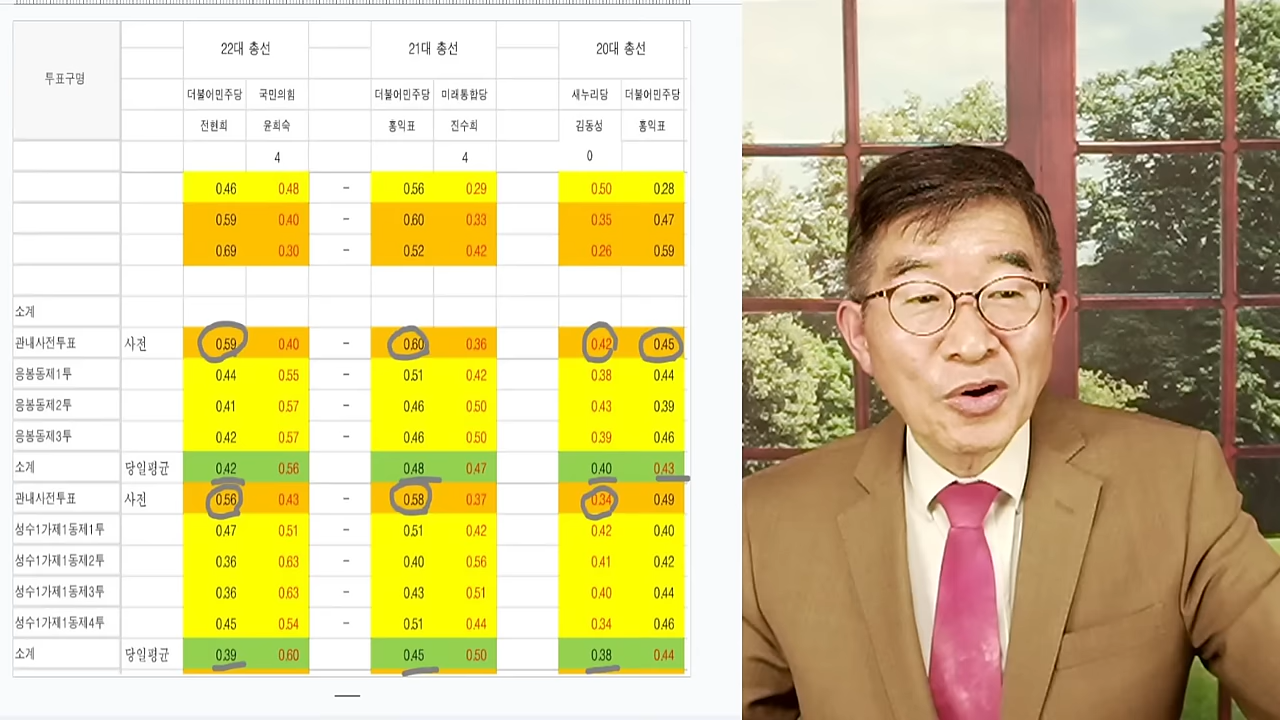 투표구명 22대 총선 21대 총선 20대 총선
더불어민주당 국민의힘 더불어민주당 미래통합당 새누리당 더불어민주당
전현희 윤희숙 홍익표 진수희 김동성 홍익표
4 4 0
0.46 0.48 - 0.56 0.29 0.50 0.28
0.59 0.40 - 0.60 0.33 0.35 0.47
0.69 0.30 - 0.52 0.42 0.26 0.59
소계
관내사전투표 사전 0.59 0.40 - 0.60 0.36 0.42 0.45
응봉동제1투 0.44 0.55 - 0.51 0.42 0.38 0.44
응봉동제2투 0.41 0.57 - 0.46 0.50 0.43 0.39
응봉동제3투 0.42 0.57 - 0.46 0.50 0.39 0.46
소계 당일평균 0.42 0.56 - 0.48 0.47 0.40 0.43
관내사전투표 사전 0.56 0.43 - 0.58 0.37 0.34 0.49
성수1가제1동제1투 0.47 0.51 - 0.51 0.42 0.42 0.40
성수1가제1동제2투 0.36 0.63 - 0.40 0.56 0.41 0.42
성수1가제1동제3투 0.36 0.63 - 0.43 0.51 0.40 0.44
성수1가제1동제4투 0.45 0.54 - 0.51 0.44 0.34 0.46
소계 당일평균 0.39 0.60 - 0.45 0.50 0.38 0.44